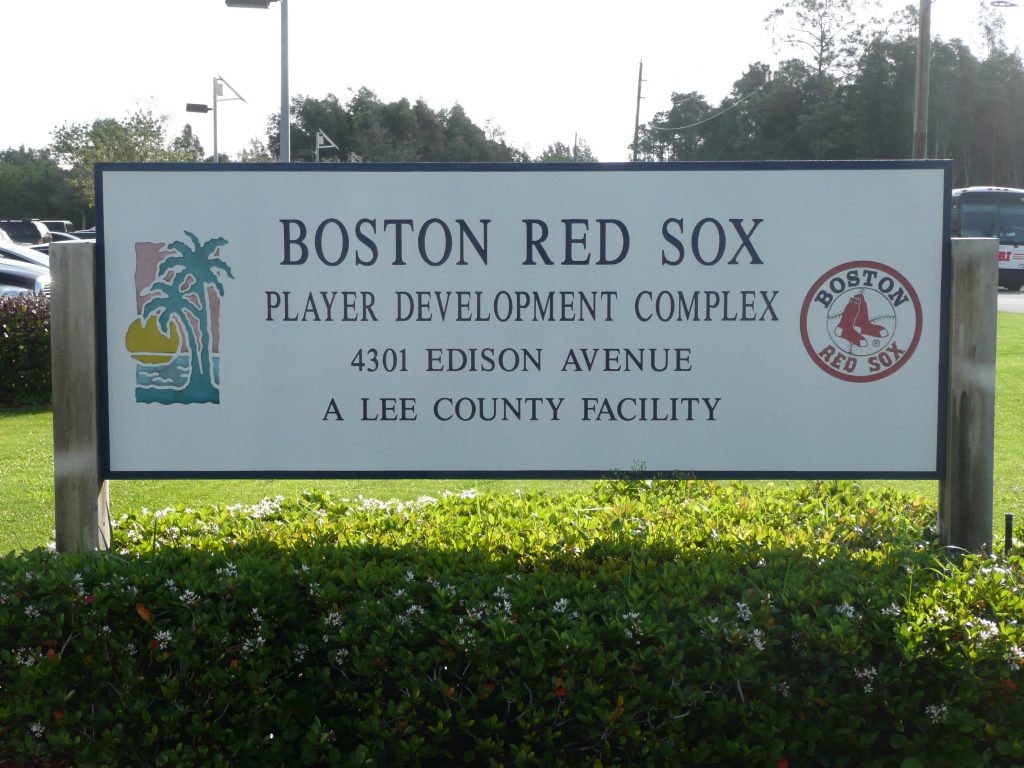 BOSTON RED SOX
PLAYER DEVELOPMENT COMPLEX
4301 EDISON AVENUE
A LEE COUNTY FACILITY
BOSTON
RED SOX
®